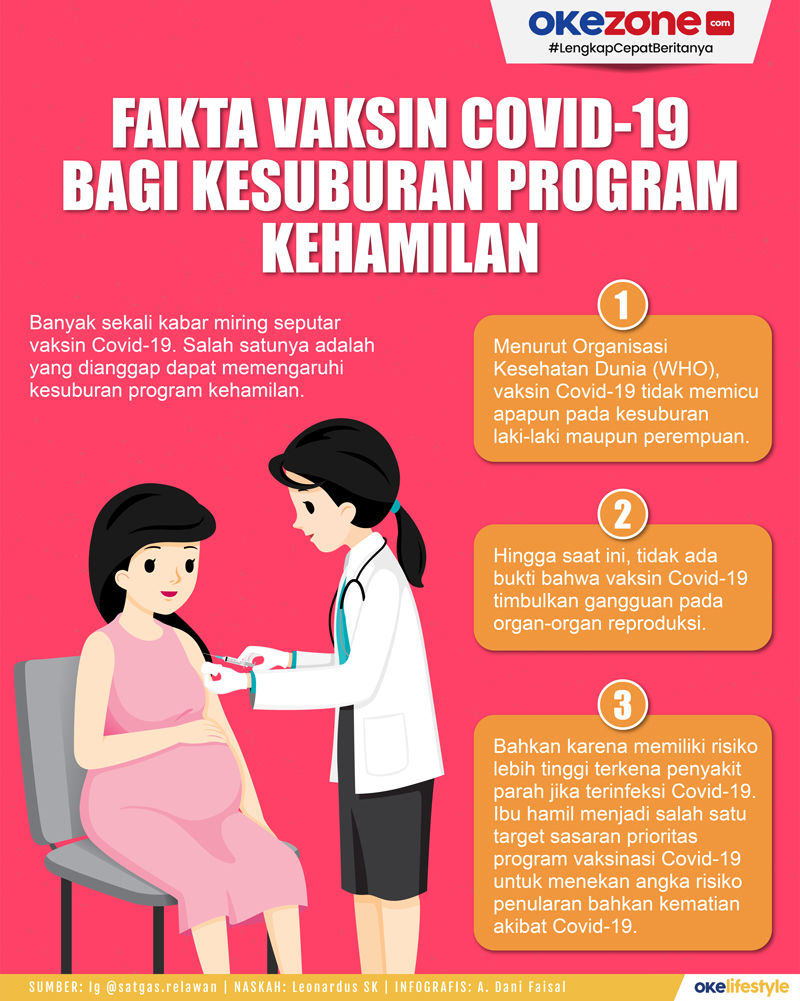 okezone.com
#LengkapCepatBeritanya
FAKTA VAKSIN COVID-19
BAGI KESUBURAN PROGRAM
KEHAMILAN
Banyak sekali kabar miring seputar
vaksin Covid-19. Salah satunya adalah
yang dianggap dapat memengaruhi
kesuburan program kehamilan.
1
Menurut Organisasi
Kesehatan Dunia (WHO),
vaksin Covid-19 tidak memicu
apapun pada kesuburan
laki-laki maupun perempuan.
2
Hingga saat ini, tidak ada
bukti bahwa vaksin Covid-19
timbulkan gangguan pada
organ-organ reproduksi.
3
Bahkan karena memiliki risiko
lebih tinggi terkena penyakit
parah jika terinfeksi Covid-19.
Ibu hamil menjadi salah satu
target sasaran prioritas
program vaksinasi Covid-19
untuk menekan angka risiko
penularan bahkan kematian
akibat Covid-19.
SUMBER: Ig @satgas.relawan | NASKAH: Leonardus SK | INFOGRAFIS: A. Dani Faisal
okelifestyle